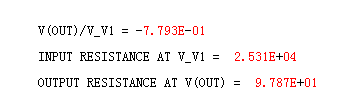 V(OUT)/V_V1 = -7.793E-01
INPUT RESISTANCE AT V_V1 = 2.531E+04
OUTPUT RESISTANCE AT V(OUT) = 9.787E+01